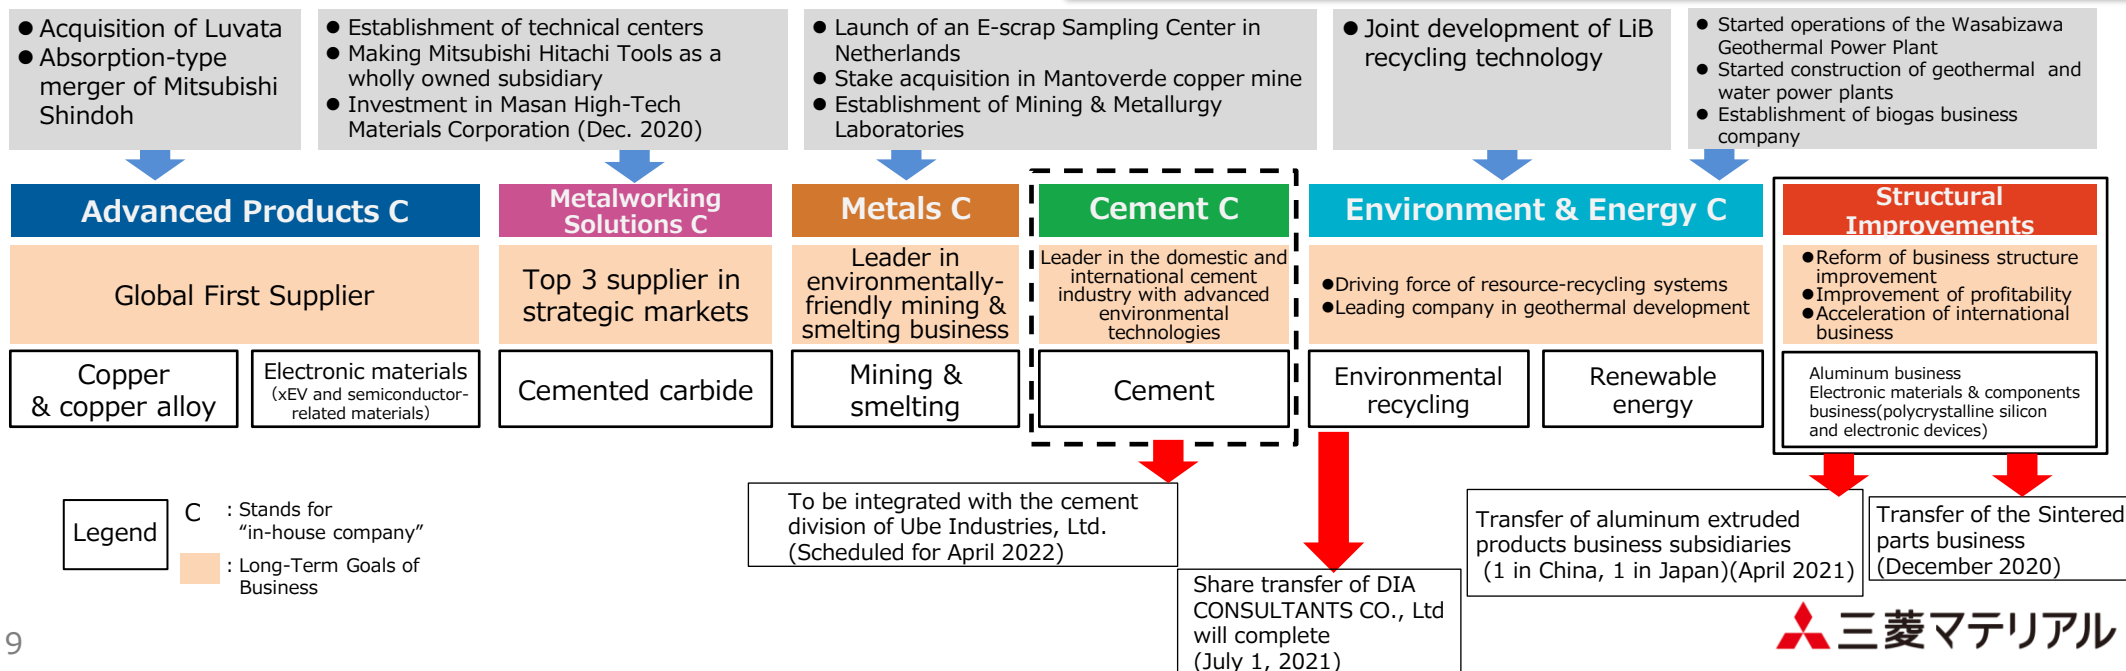 ● Acquisition of Luvata
● Absorption-type
merger of Mitsubishi
Shindoh
● Establishment of technical centers
● Making Mitsubishi Hitachi Tools as a
wholly owned subsidiary
● Investment in Masan High-Tech
Materials Corporation (Dec. 2020)
● Launch of an E-scrap Sampling Center in
Netherlands
● Stake acquisition in Mantoverde copper mine
● Establishment of Mining & Metallurgy
Laboratories
● Joint development of LiB
recycling technology
● Started operations of the Wasabizawa
Geothermal Power Plant
● Started construction of geothermal and
water power plants
● Establishment of biogas business
company
Advanced Products C
Metalworking
Solutions C
Metals C
Cement C
Environment & Energy C
Structural
Improvements
Global First Supplier
Top 3 supplier in
strategic markets
Leader in
environmentally-
friendly mining &
smelting business
Leader in the domestic and
international cement
industry with advanced
environmental
technologies
●Driving force of resource-recycling systems
●Leading company in geothermal development
●Reform of business structure
improvement
●Improvement of profitability
●Acceleration of international
business
Copper
& copper alloy
Electronic materials
(xEV and semiconductor-
related materials)
Cemented carbide
Mining &
smelting
Cement
Environmental
recycling
Renewable
energy
Aluminum business
Electronic materials & components
business(polycrystalline silicon
and electronic devices)
Legend
C : Stands for
“in-house company”
: Long-Term Goals of
Business
To be integrated with the cement
division of Ube Industries, Ltd.
(Scheduled for April 2022)
Share transfer of DIA
CONSULTANTS CO., Ltd
will complete
(July 1, 2021)
Transfer of aluminum extruded
products business subsidiaries
(1 in China, 1 in Japan)(April 2021)
Transfer of the Sintered
parts business
(December 2020)
9
三菱マテリアル